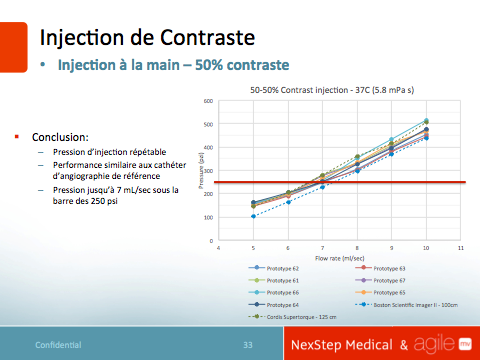 Injection de Contraste
• Injection à la main – 50% contraste
50-50% Contrast injection - 37C (5.8 mPa s)
Conclusion:
– Pression d'injection répétable
– Performance similaire aux cathéter
d'angiographie de référence
– Pression jusqu'à 7 mL/sec sous la
barre des 250 psi
Pressure (psi)
600
500
400
300
200
100
0
4 5 6 7 8 9 10 11
Flow rate (ml/sec)
Prototype 62 Prototype 63
Prototype 61 Prototype 67
Prototype 66 Prototype 65
Prototype 64 Boston Scientific Imager II - 100cm
Cordis Supertorque - 125 cm
Confidential 33 NexStep Medical & agile mv